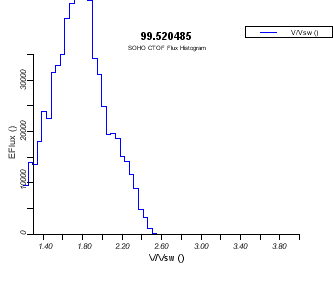 99.520485
SOHO CTOF Flux Histogram
V/Vsw ()
EFlux ()
30000
20000
10000
0
1.40 1.80 2.20 2.60 3.00 3.40 3.80
V/Vsw ()